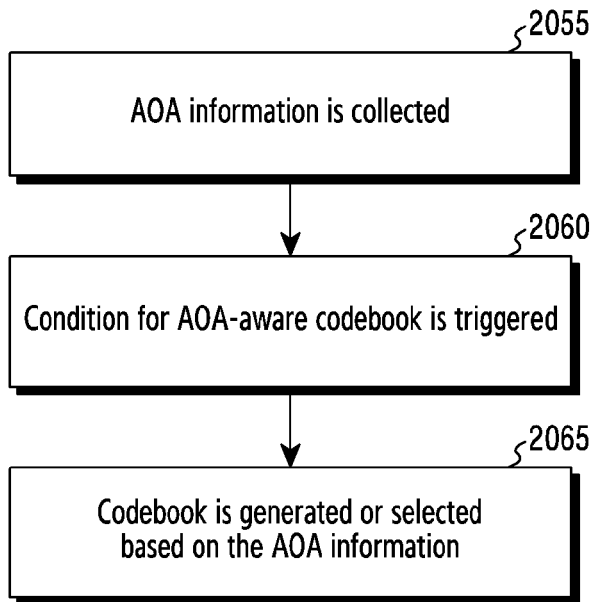 2055
AOA information is collected
2060
Condition for AOA-aware codebook is triggered
2065
Codebook is generated or selected
based on the AOA information